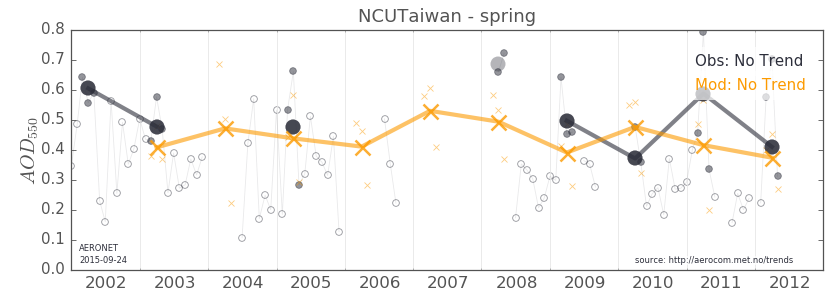 NCUTaiwan - spring
0.8
0.7
0.6
0.5
0.4
0.3
0.2
0.1
0.0
AOD550
Obs: No Trend
Mod: No Trend
AERONET
2015-09-24
source: http://aerocom.met.no/trends
2002 2003 2004 2005 2006 2007 2008 2009 2010 2011 2012